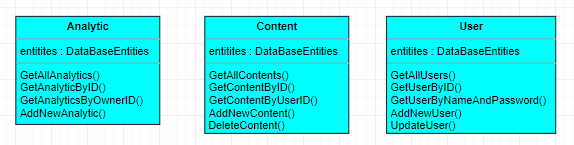 Analytic
entitites : DataBaseEntities
GetAllAnalytics()
GetAnalyticByID()
GetAnalyticsByOwnerID()
AddNewAnalytic()
Content
entitites : DataBaseEntities
GetAllContents()
GetContentByID()
GetContentByUserID()
AddNewContent()
DeleteContent()
User
entitites : DataBaseEntities
GetAllUsers()
GetUserByID()
GetUserByNameAndPassword()
AddNewUser()
UpdateUser()